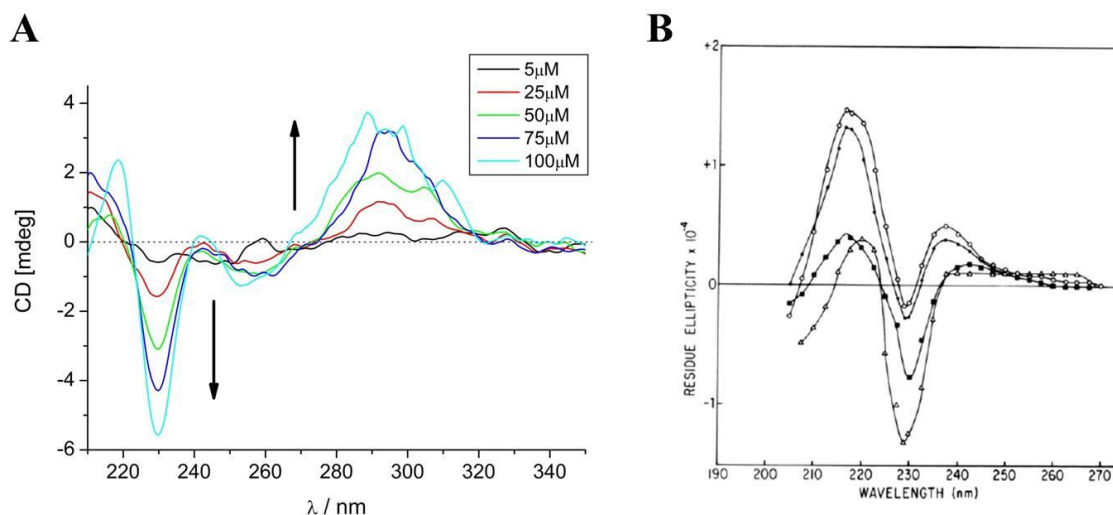 A
5μM
25μM
50μM
75μM
100μM
4
2
0
-2
-4
-6
CD [mdeg]
220
240
260
280
300
320
340
λ / nm
B
+2
+1
0
-1
RESIDUE ELLIPTICITY × 10⁻⁴
190
200
210
220
230
240
250
260
270
WAVELENGTH (nm)